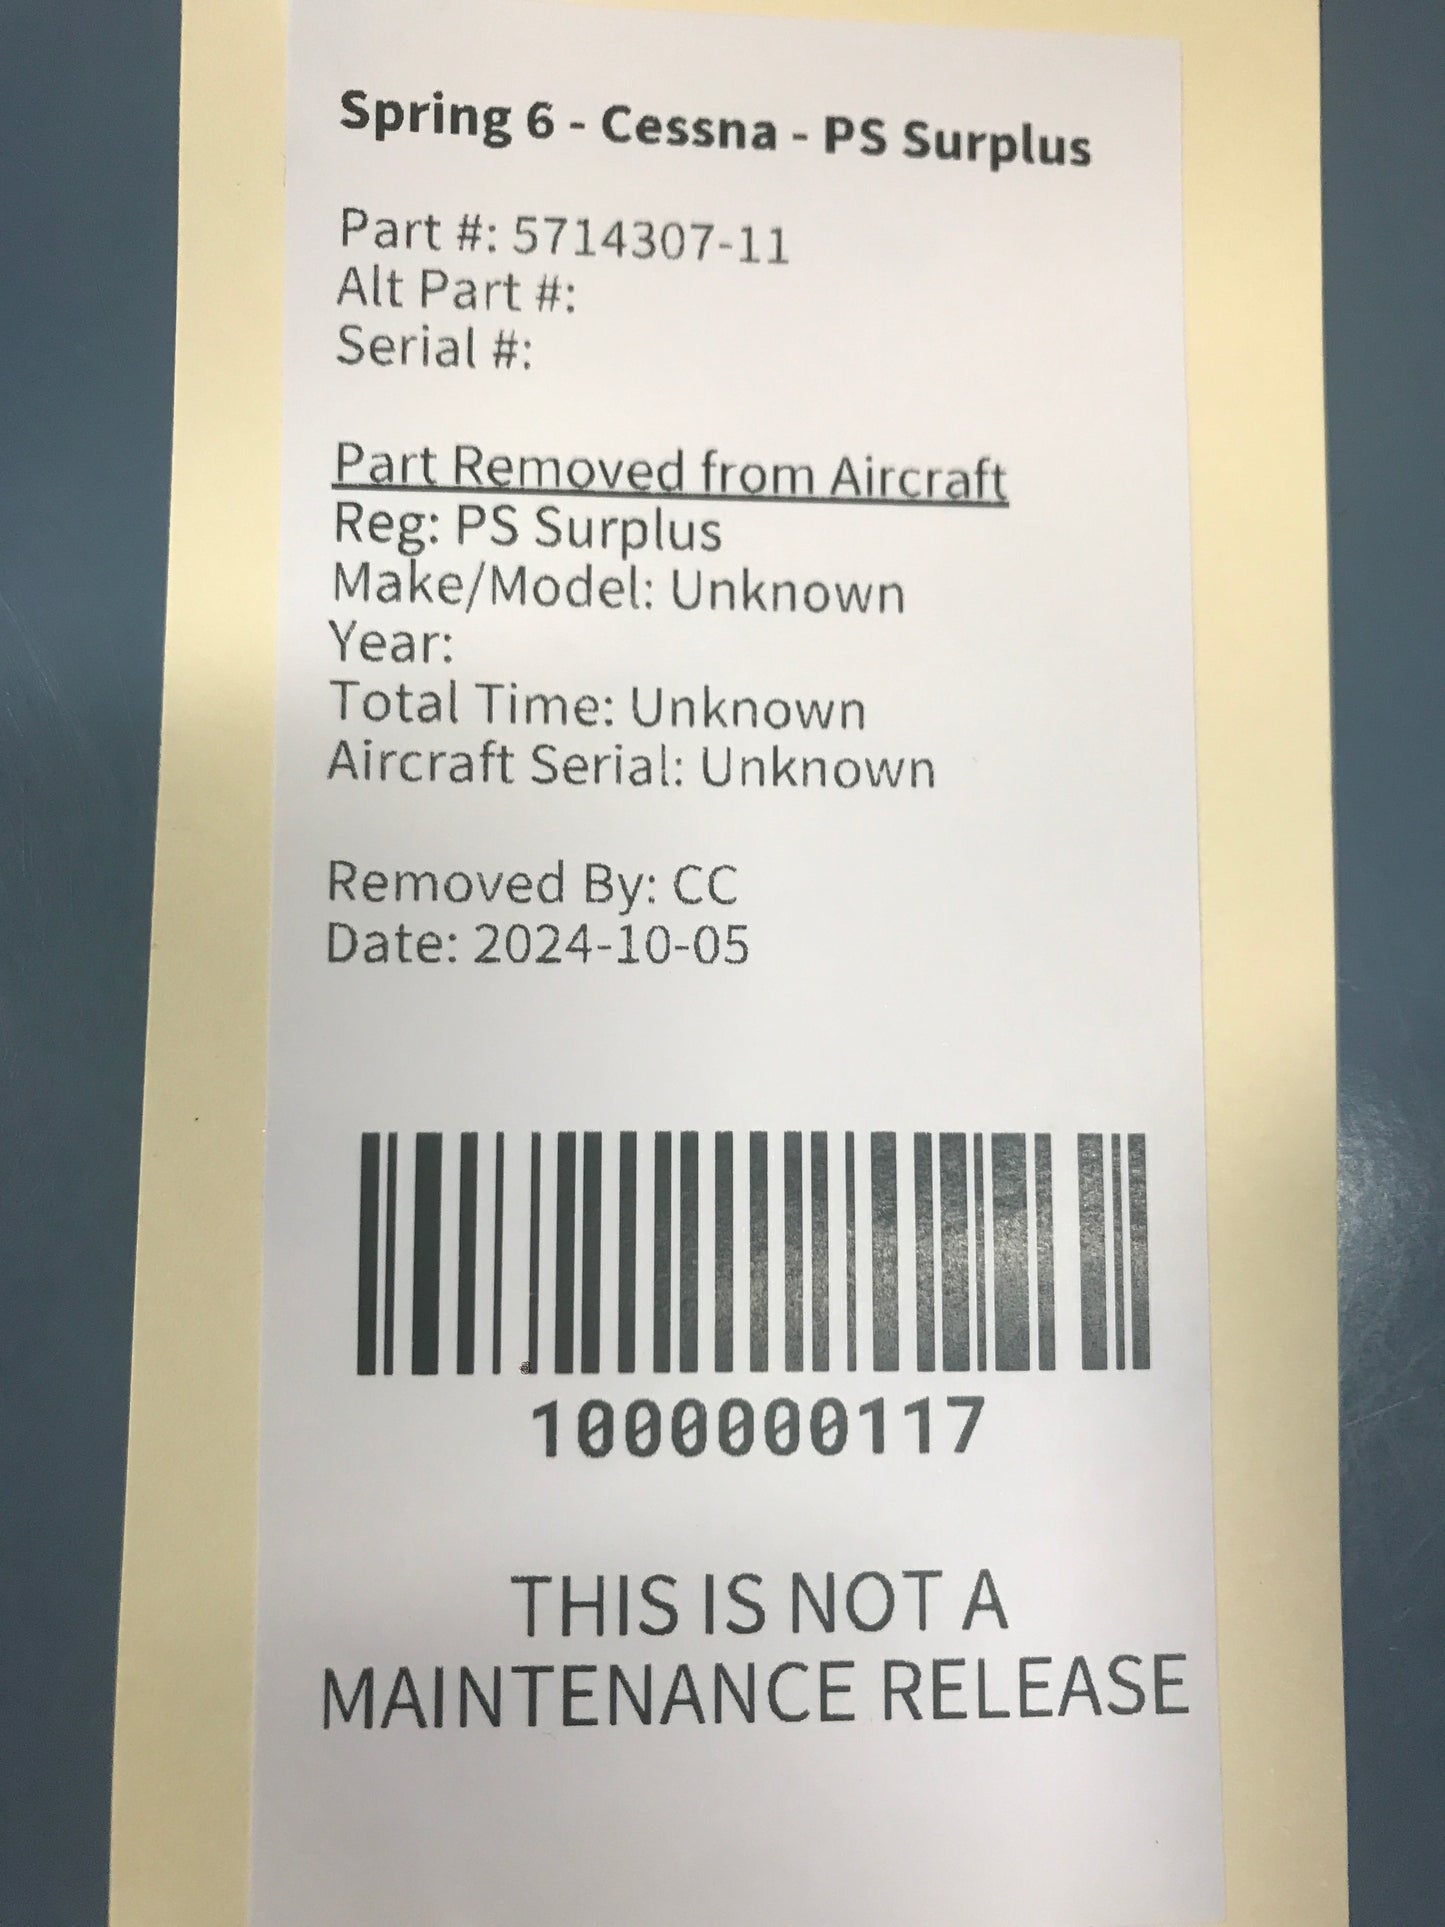 Spring 6 - Cessna - PS Surplus
Part #: 5714307-11
Alt Part #:
Serial #:
Part Removed from Aircraft
Reg: PS Surplus
Make/Model: Unknown
Year:
Total Time: Unknown
Aircraft Serial: Unknown
Removed By: CC
Date: 2024-10-05
1000000117
THIS IS NOT A
MAINTENANCE RELEASE